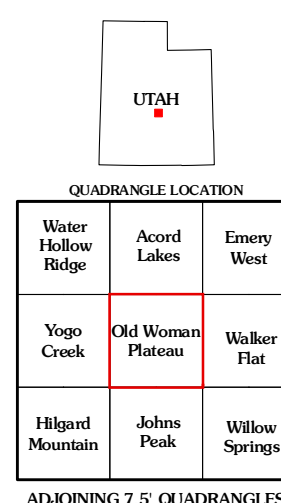 UTAH
QUADRANGLE LOCATION
Water
Hollow
Ridge
Acord
Lakes
Emery
West
Yogo
Creek
Old Woman
Plateau
Walker
Flat
Hilgard
Mountain
Johns
Peak
Willow
Springs
ADJOINING 7.5' QUADRANGLES